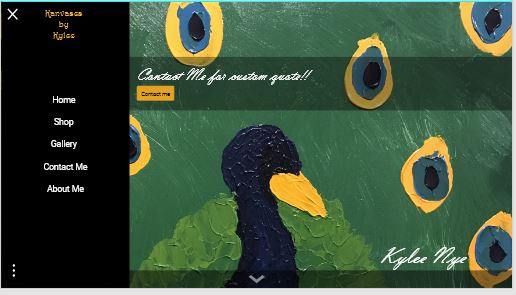 Kanvases
by
Kylee
Home
Shop
Gallery
Contact Me
About Me
Contact Me for custom quote!!
Contact me
Kylee Nye